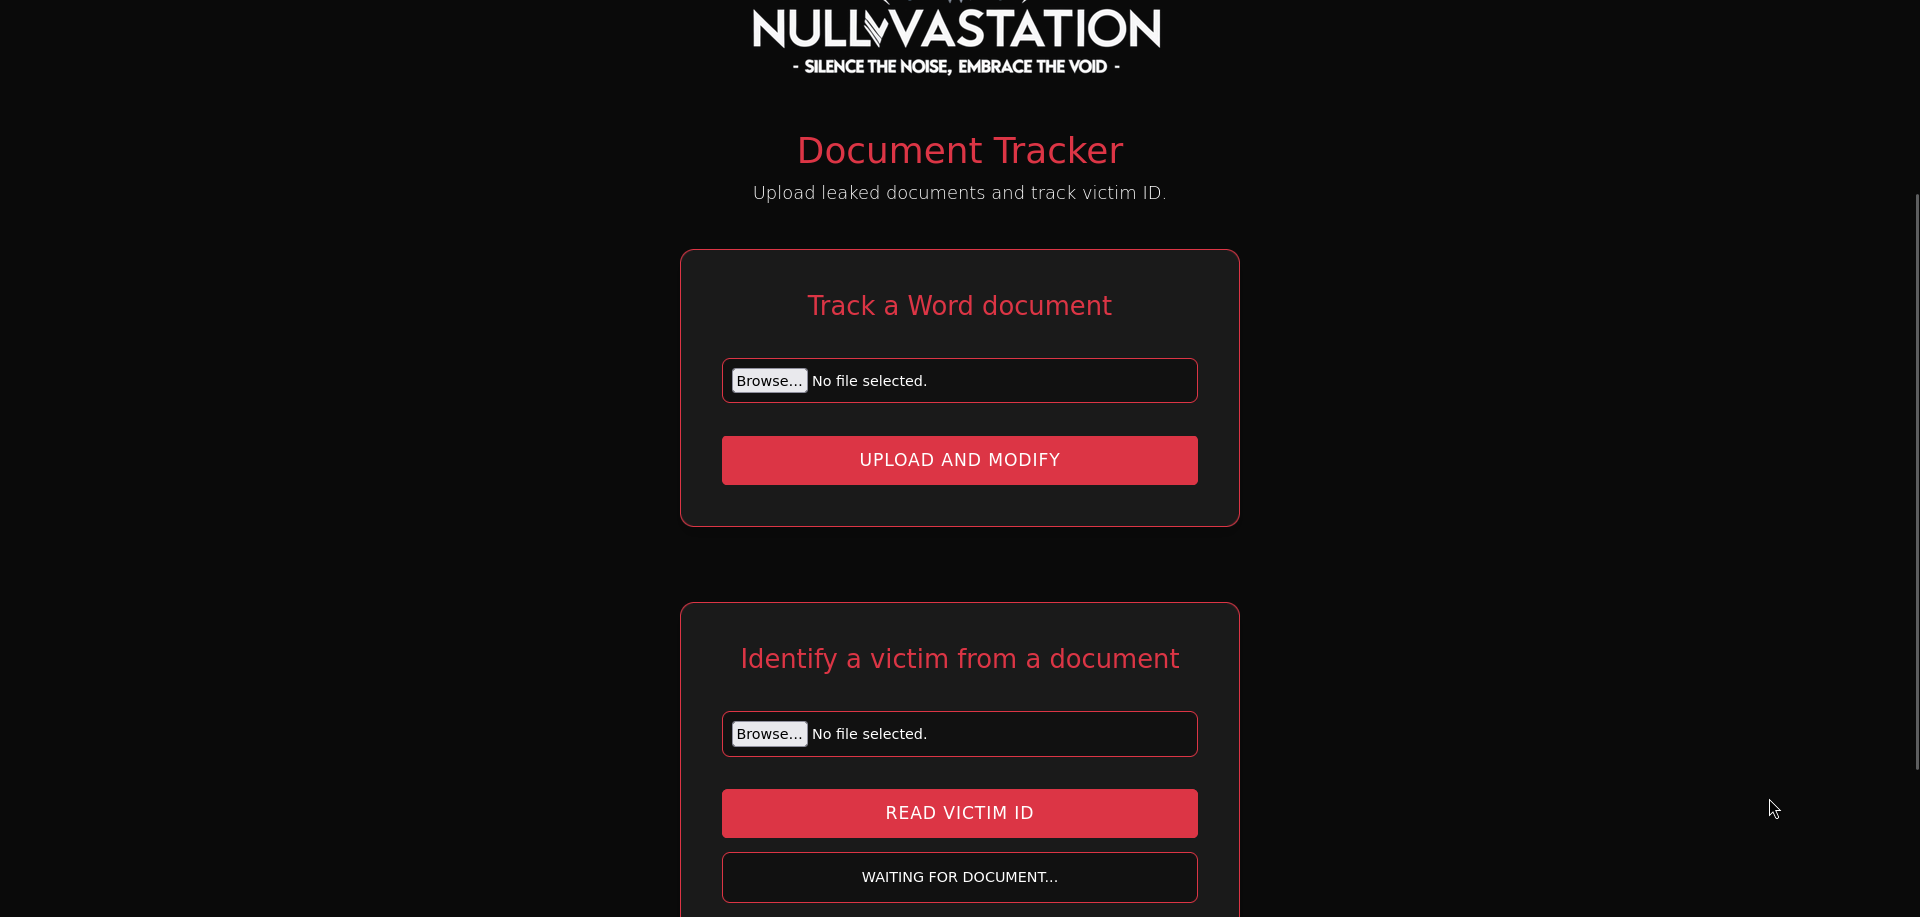 NULLVASTATION
- SILENCE THE NOISE, EMBRACE THE VOID -
Document Tracker
Upload leaked documents and track victim ID.
Track a Word document
Browse... No file selected.
UPLOAD AND MODIFY
Identify a victim from a document
Browse... No file selected.
READ VICTIM ID
WAITING FOR DOCUMENT...